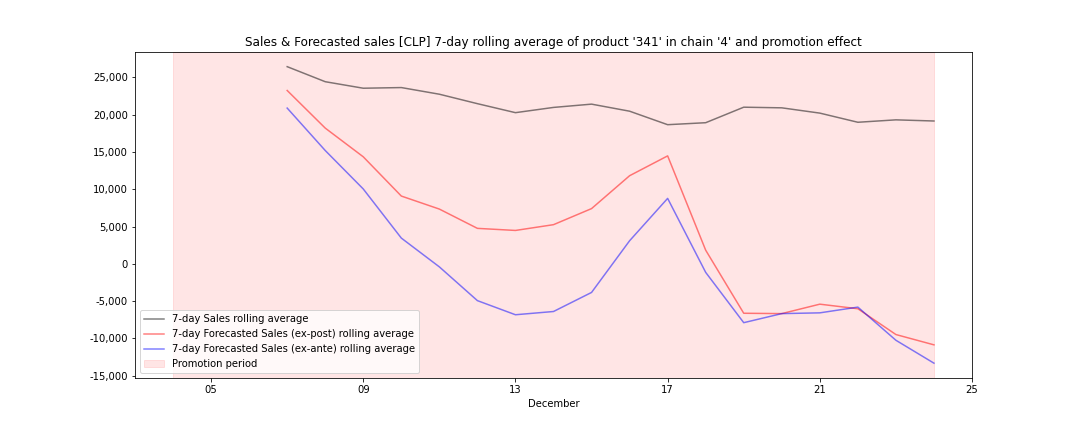 Sales & Forecasted sales [CLP] 7-day rolling average of product '341' in chain '4' and promotion effect
25,000
20,000
15,000
10,000
5,000
0
-5,000
-10,000
-15,000
7-day Sales rolling average
7-day Forecasted Sales (ex-post) rolling average
7-day Forecasted Sales (ex-ante) rolling average
Promotion period
05 09 13 17 21 25
December